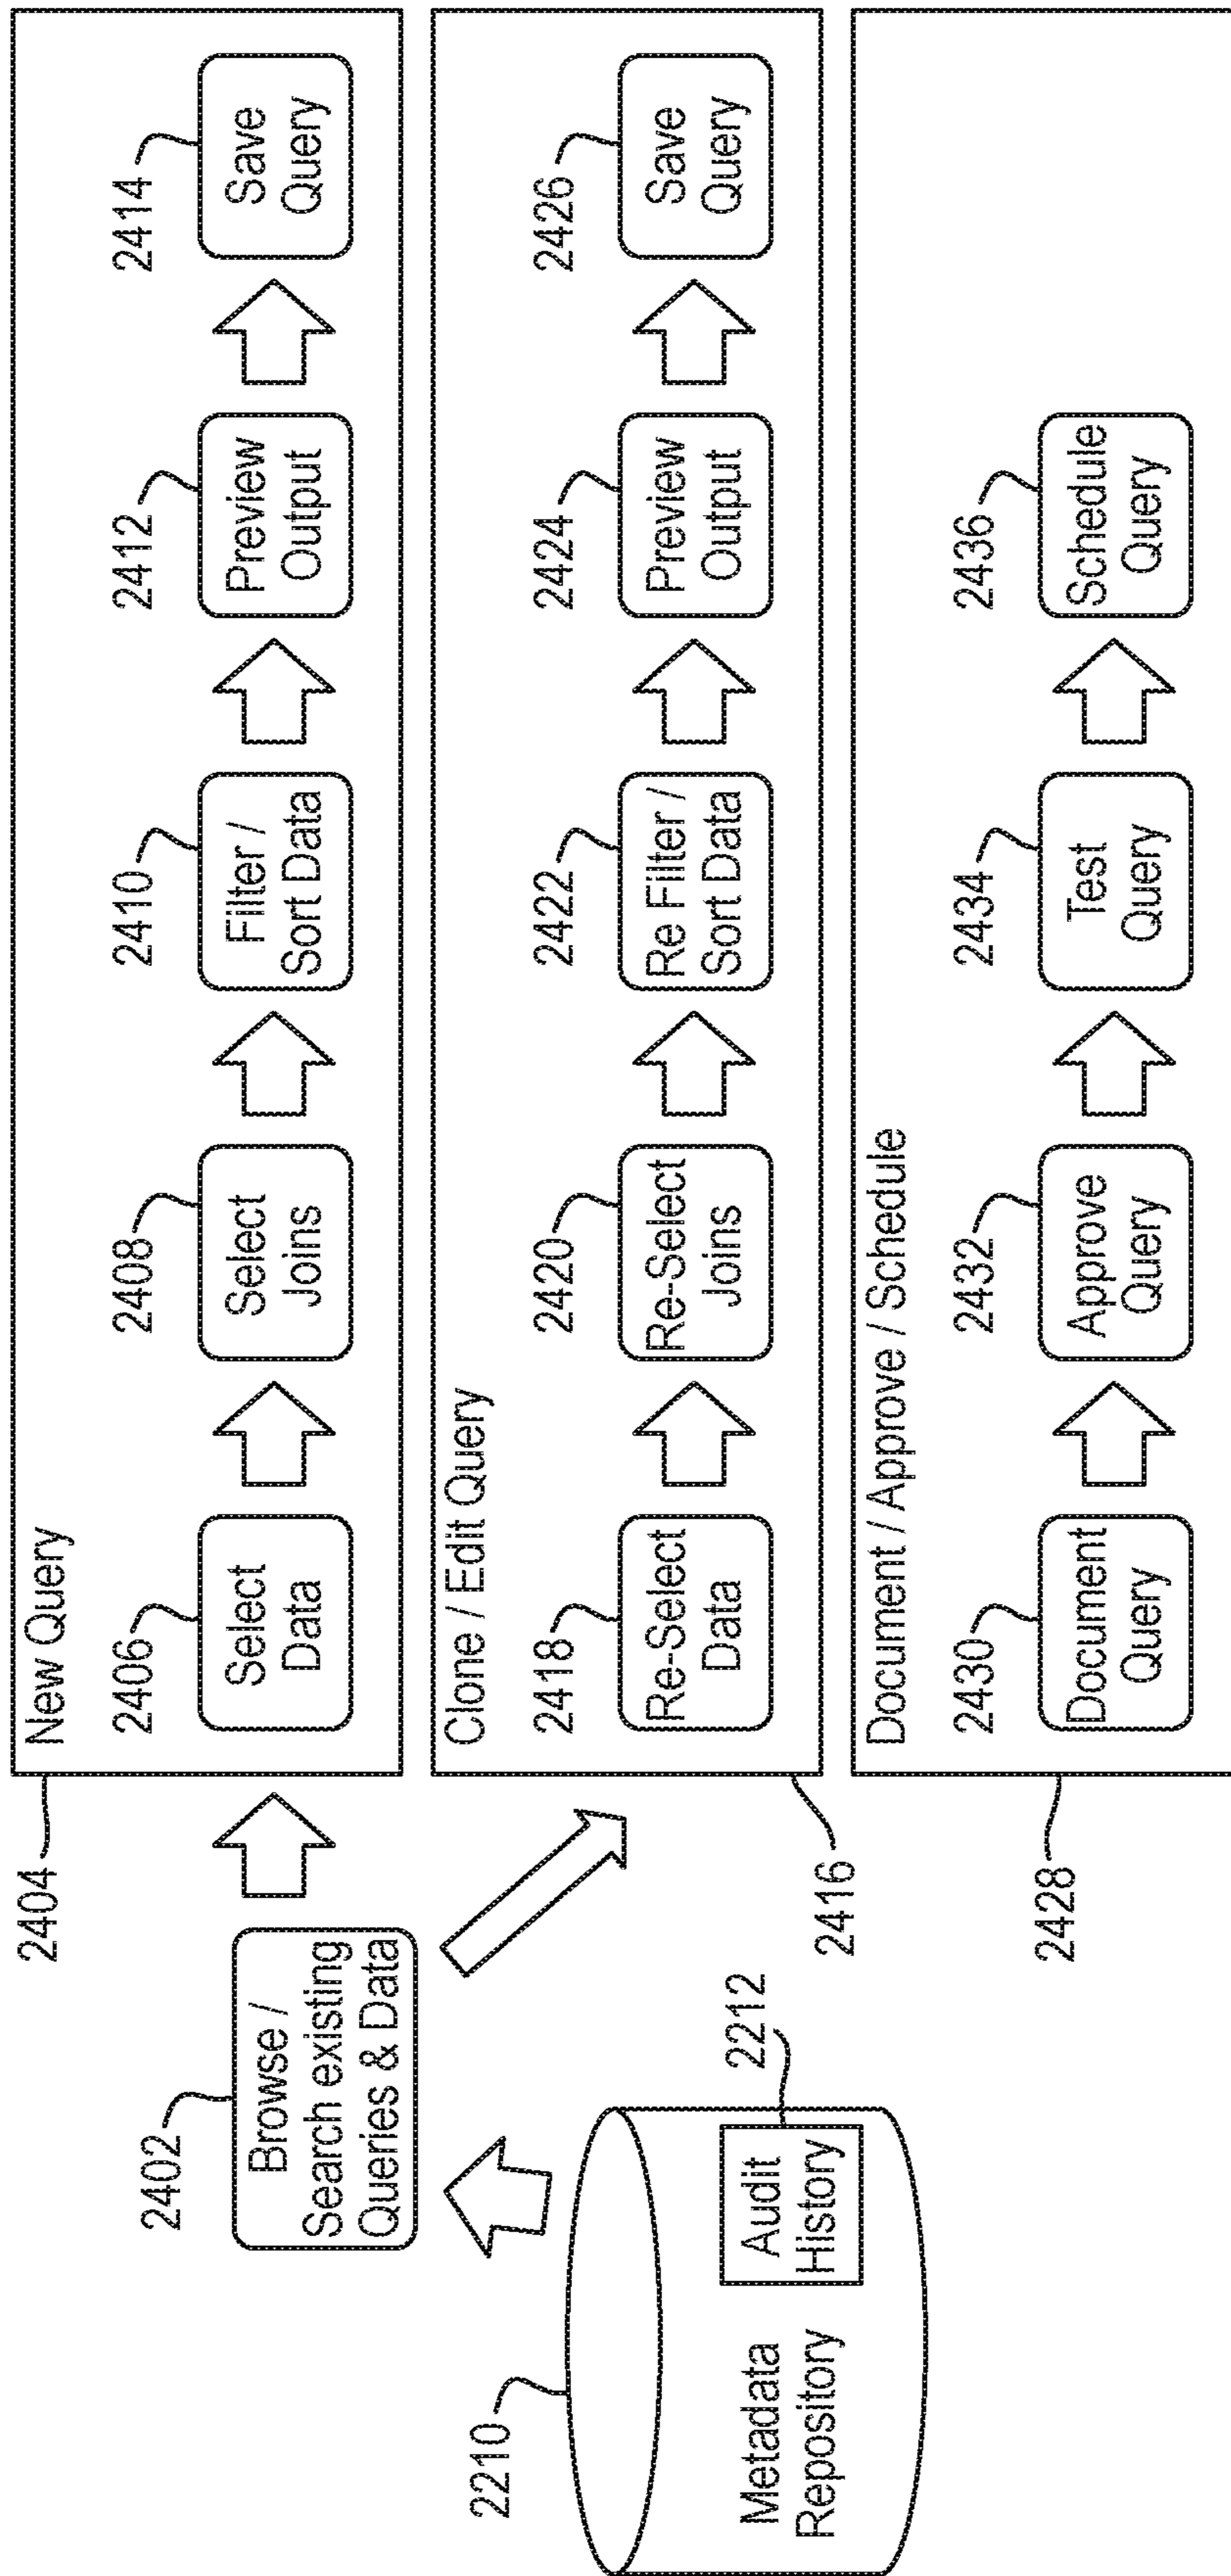 2210
Metadata
Repository
Audit
History
2212
2402
Browse /
Search existing
Queries & Data
2404
New Query
2406
Select
Data
2408
Select
Joins
2410
Filter /
Sort Data
2412
Preview
Output
2414
Save
Query
2416
Clone / Edit Query
2418
Re-Select
Data
2420
Re-Select
Joins
2422
Re Filter /
Sort Data
2424
Preview
Output
2426
Save
Query
2428
Document / Approve / Schedule
2430
Document
Query
2432
Approve
Query
2434
Test
Query
2436
Schedule
Query